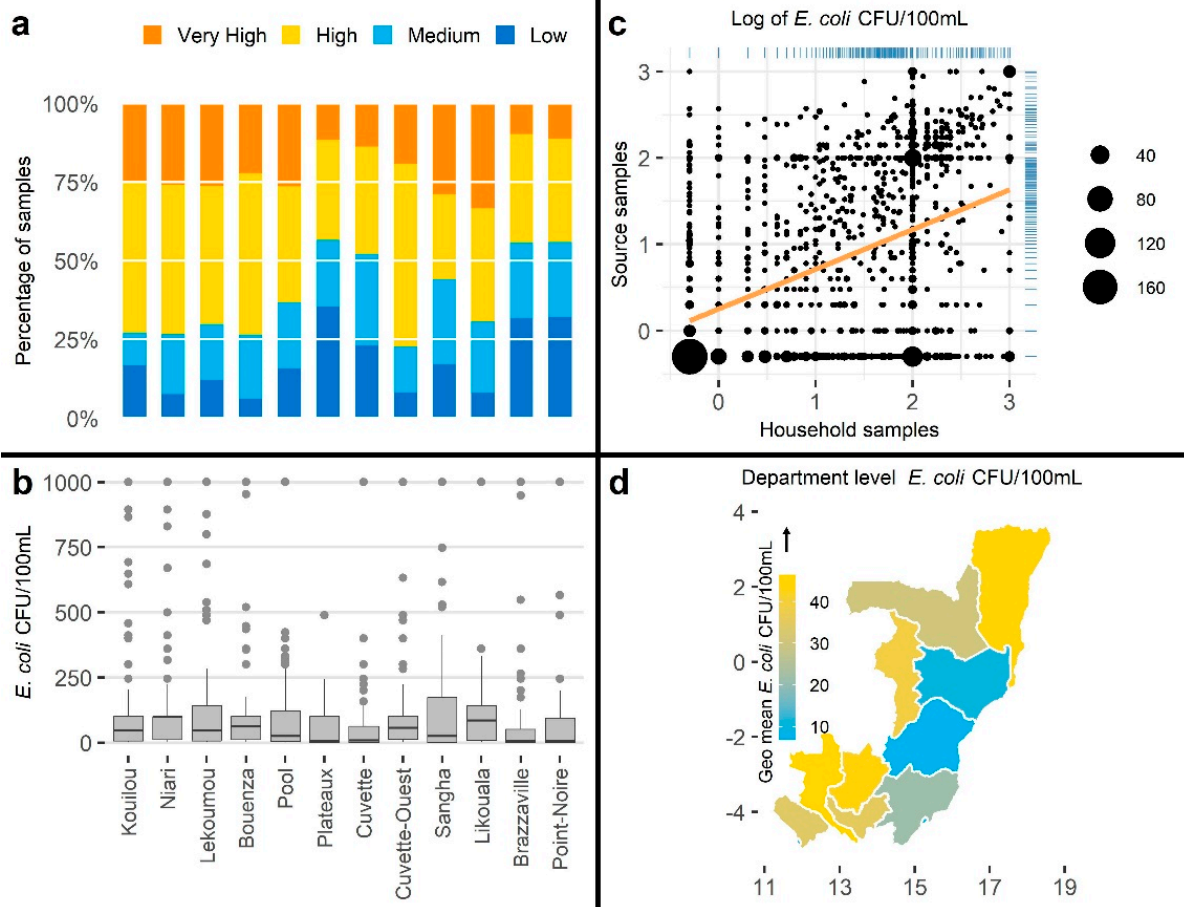 a
Very High High Medium Low
Percentage of samples
100%
75%
50%
25%
0%
c
Log of E. coli CFU/100mL
Source samples
3
2
1
0
0 1 2 3
Household samples
40
80
120
160
b
E. coli CFU/100mL
1000
750
500
250
0
Kouilou
Niari
Lekoumou
Bouenza
Pool
Plateaux
Cuvette
Cuvette-Ouest
Sangha
Likouala
Brazzaville
Point-Noire
d
Department level E. coli CFU/100mL
4
2
0
-2
-4
Geo mean E. coli CFU/100mL
40
30
20
10
11 13 15 17 19